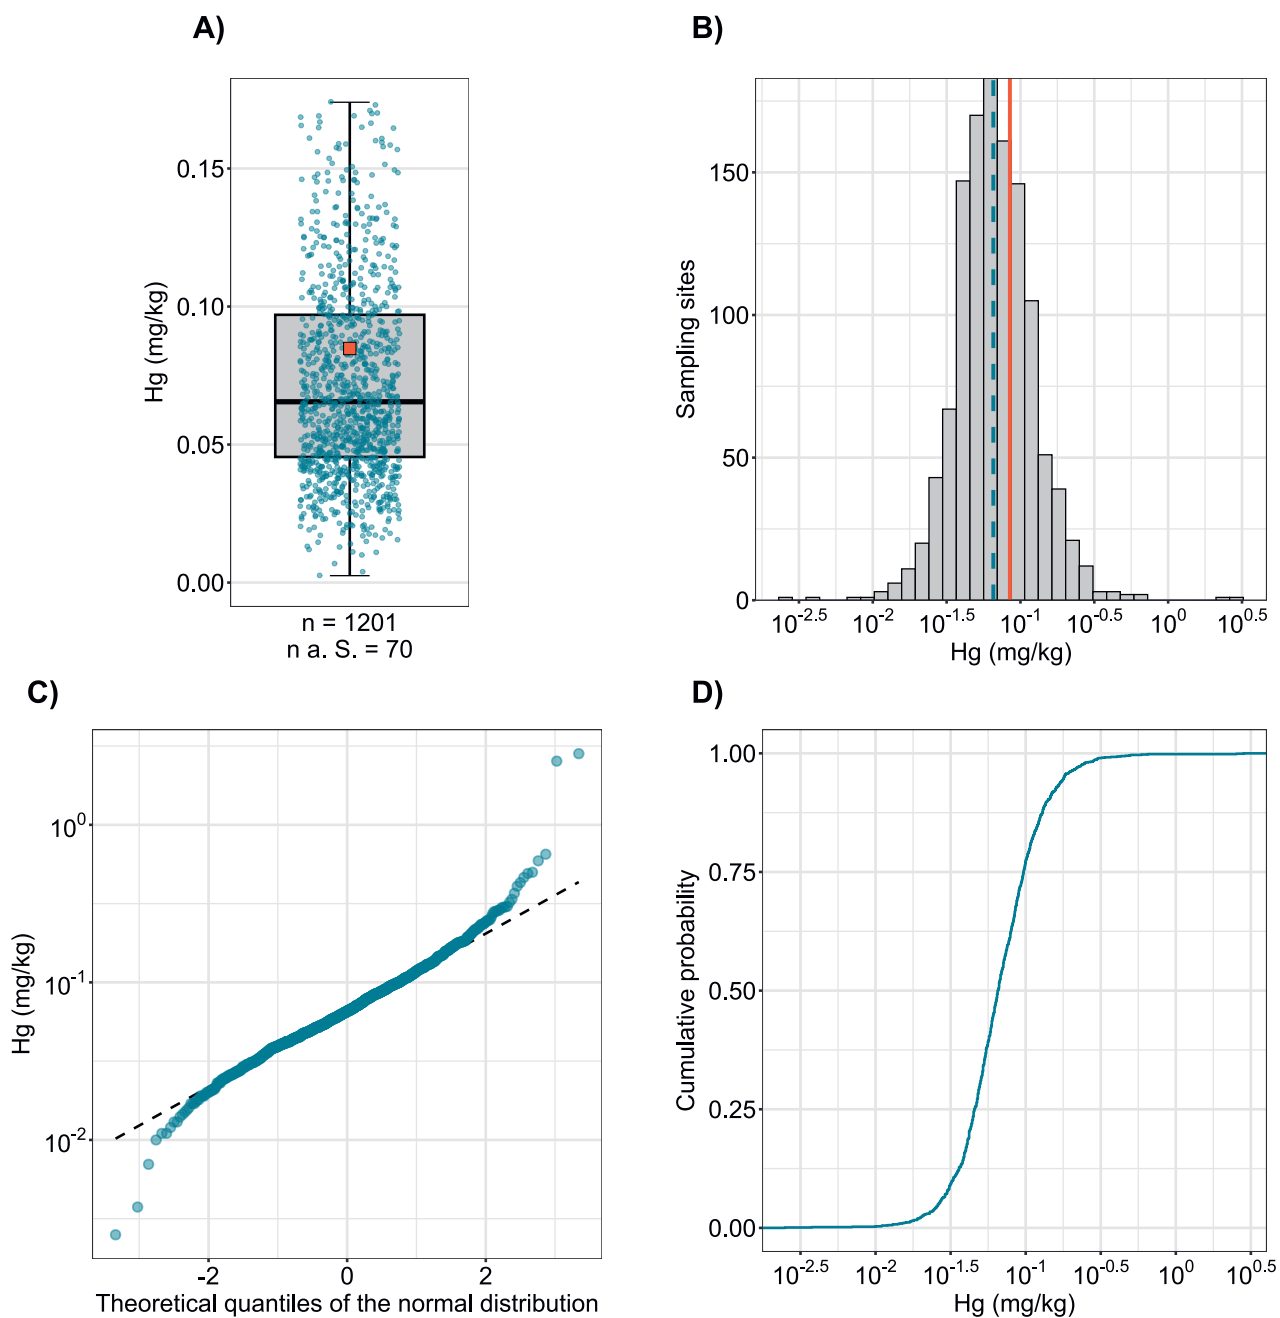 A)
Hg (mg/kg)
0.15
0.10
0.05
0.00
n = 1201
n a. S. = 70
B)
Sampling sites
150
100
50
0
10^-2.5 10^-2 10^-1.5 10^-1 10^-0.5 10^0 10^0.5
Hg (mg/kg)
C)
Hg (mg/kg)
10^0
10^-1
10^-2
-2 0 2
Theoretical quantiles of the normal distribution
D)
Cumulative probability
1.00
0.75
0.50
0.25
0.00
10^-2.5 10^-2 10^-1.5 10^-1 10^-0.5 10^0 10^0.5
Hg (mg/kg)